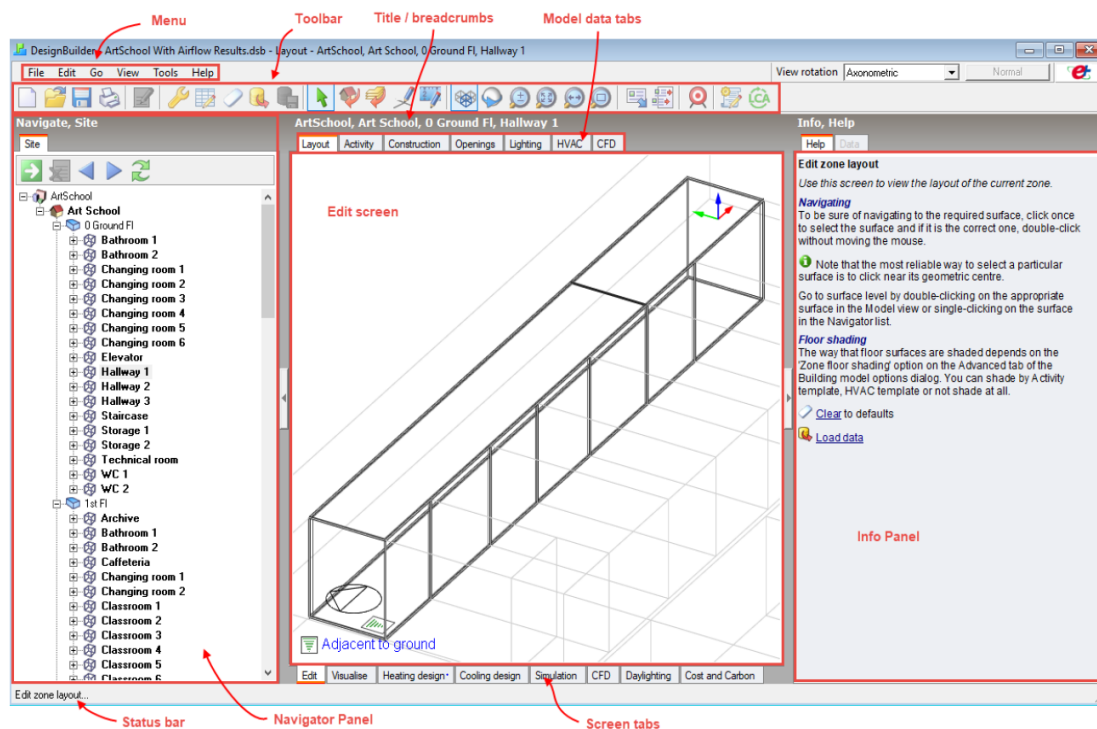 Menu
Toolbar
Title / breadcrumbs
Model data tabs
DesignBuilder - ArtSchool With Airflow Results.dsb - Layout - ArtSchool, Art School, 0 Ground Fl, Hallway 1
File Edit Go View Tools Help
View rotation Axonometric Normal
Navigate, Site
Site
ArtSchool
Art School
0 Ground Fl
Bathroom 1
Bathroom 2
Changing room 1
Changing room 2
Changing room 3
Changing room 4
Changing room 5
Changing room 6
Elevator
Hallway 1
Hallway 2
Hallway 3
Staircase
Storage 1
Storage 2
Technical room
WC 1
WC 2
1st Fl
Archive
Bathroom 1
Bathroom 2
Caffeteria
Changing room 1
Changing room 2
Classroom 1
Classroom 2
Classroom 3
Classroom 4
Classroom 5
Classroom 6
ArtSchool, Art School, 0 Ground Fl, Hallway 1
Layout Activity Construction Openings Lighting HVAC CFD
Edit screen
Adjacent to ground
Edit Visualise Heating design Cooling design Simulation CFD Daylighting Cost and Carbon
Info, Help
Help Data
Edit zone layout
Use this screen to view the layout of the current zone.
Navigating
To be sure of navigating to the required surface, click once
to select the surface and if it is the correct one, double-click
without moving the mouse.
Note that the most reliable way to select a particular
surface is to click near its geometric centre.
Go to surface level by double-clicking on the appropriate
surface in the Model view or single-clicking on the surface
in the Navigator list.
Floor shading
The way that floor surfaces are shaded depends on the
'Zone floor shading' option on the Advanced tab of the
Building model options dialog. You can shade by Activity
template, HVAC template or not shade at all.
Clear to defaults
Load data
Info Panel
Edit zone layout...
Status bar
Navigator Panel
Screen tabs